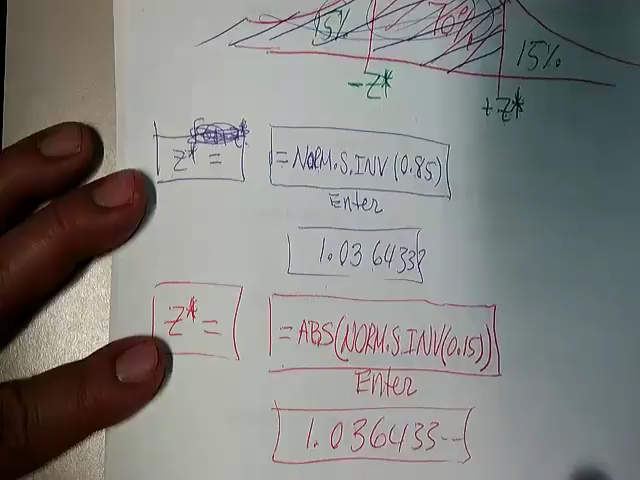 15% 70% 15%
-Z* +Z*
Z* = =NORM.S.INV(0.85)
Enter
1.036433
Z* = =ABS(NORM.S.INV(0.15))
Enter
1.036433--